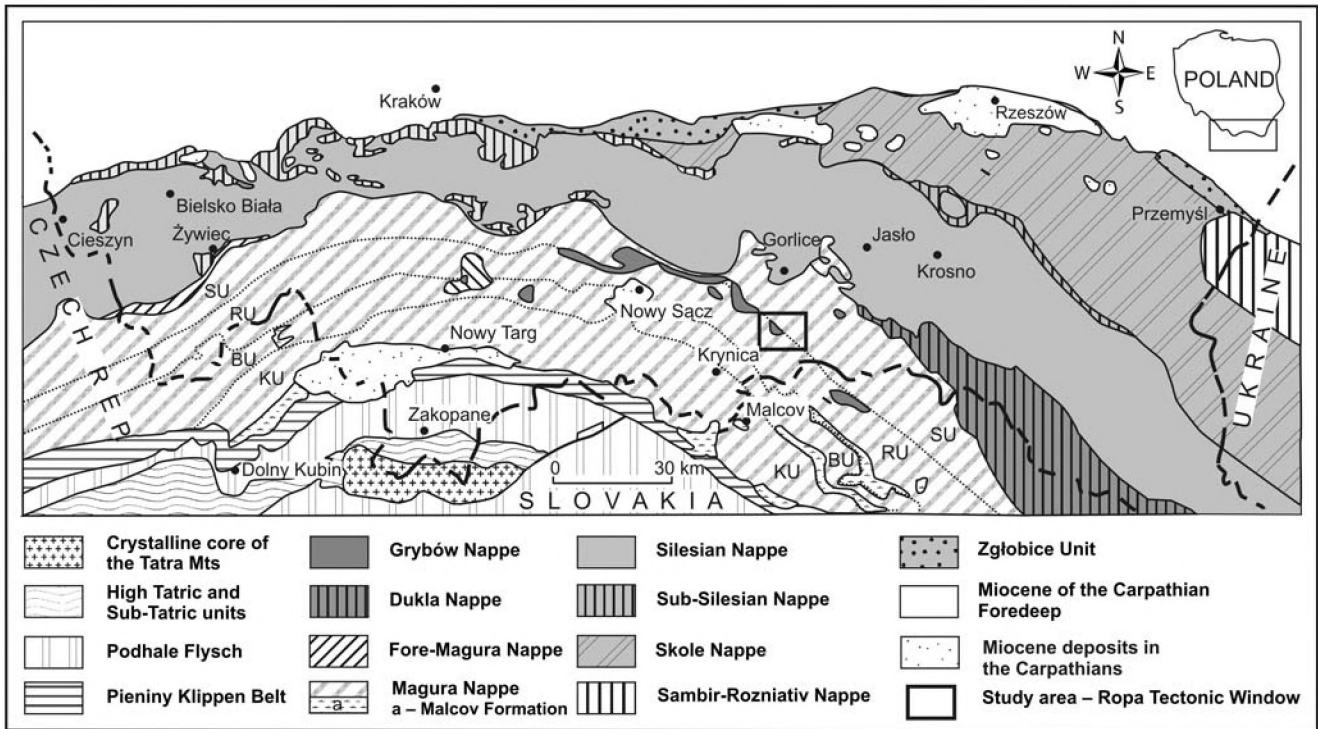 N
W E
S
POLAND
Kraków
Rzeszów
Bielsko Biała
Przemyśl
Cieszyn
Żywiec
Gorlice
Jasło
Krosno
CZE
CH REP
UKRAINE
SU
RU
BU
KU
Nowy Sącz
Nowy Targ
Krynica
Zakopane
Malcov
Dolny Kubin
0 30 km
SLOVAKIA
KU
BU
RU
SU
Crystalline core of
the Tatra Mts
High Tatric and
Sub-Tatric units
Podhale Flysch
Pieniny Klippen Belt
Grybów Nappe
Dukla Nappe
Fore-Magura Nappe
a
Magura Nappe
a – Malcov Formation
Silesian Nappe
Sub-Silesian Nappe
Skole Nappe
Sambir-Rozniativ Nappe
Zgłobice Unit
Miocene of the Carpathian
Foredeep
Miocene deposits in
the Carpathians
Study area – Ropa Tectonic Window